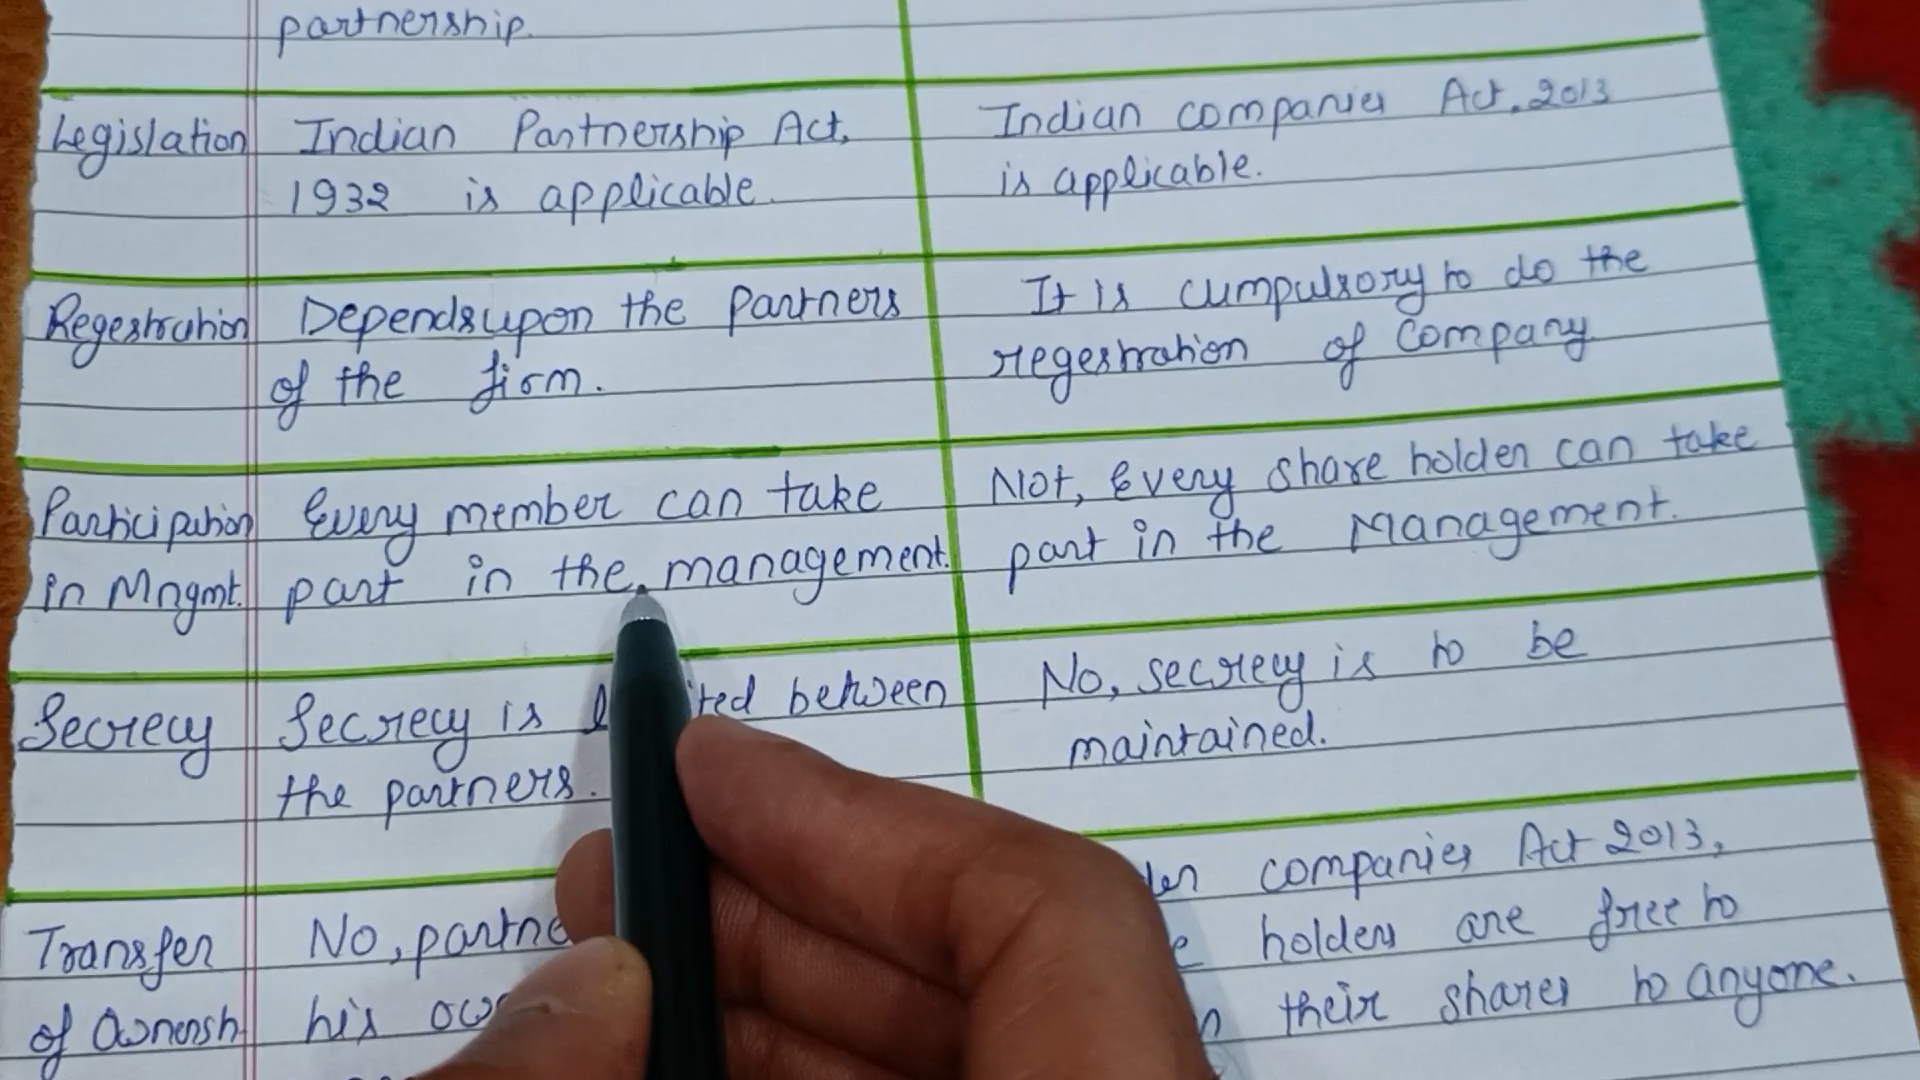 partnership.
Legislation Indian Partnership Act, Indian companies Act, 2013
1932 is applicable. is applicable.
Regestration Depends upon the partners It is cumpulsory to do the
of the firm. regestration of Company
Participation Every member can take Not, Every share holder can take
in Mngmt. part in the management. part in the Management.
Secrecy Secrecy is between No, secrecy is to be
the partners. maintained.
Transfer No, companies Act 2013,
of Ownersh his holders are free to
their shares to anyone.